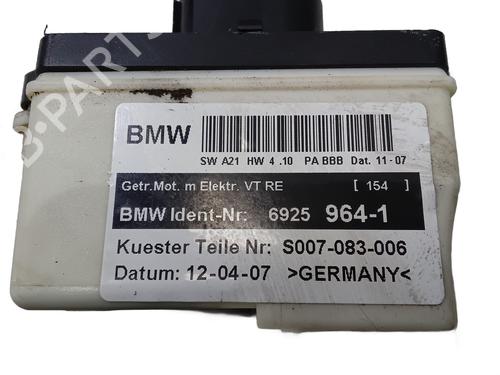 B-PARTS
BMW
SW A21 HW 4 .10 PA BBB Dat. 11-07
Getr.Mot. m Elektr. VT RE [ 154 ]
BMW Ident-Nr: 6925 964-1
Kuester Teile Nr: S007-083-006
Datum: 12-04-07 >GERMANY<